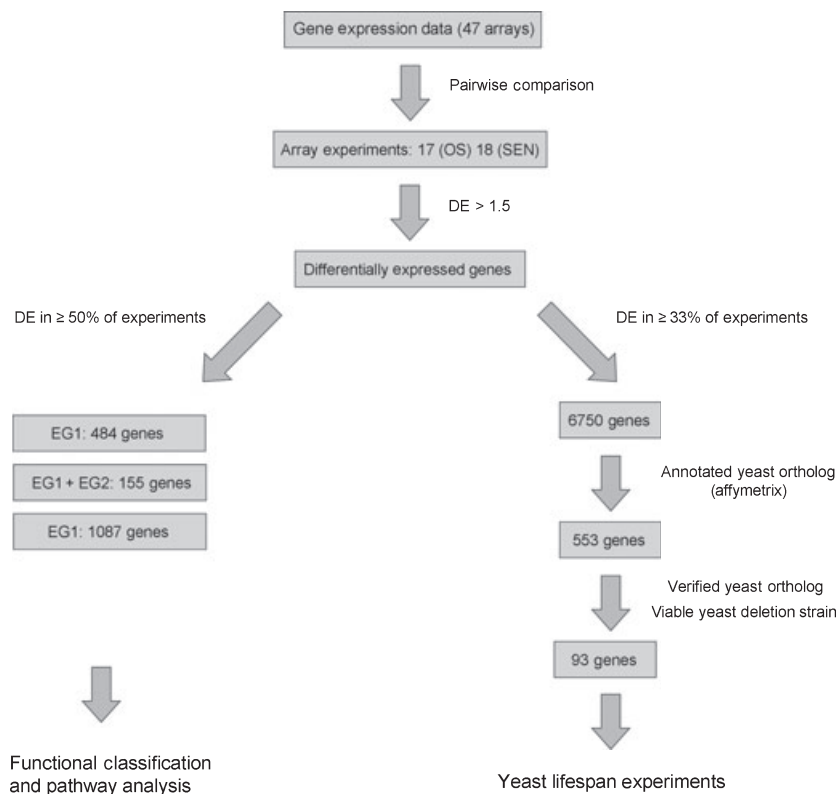 Gene expression data (47 arrays)
Pairwise comparison
Array experiments: 17 (OS) 18 (SEN)
DE > 1.5
Differentially expressed genes
DE in ≥ 50% of experiments
DE in ≥ 33% of experiments
EG1: 484 genes
EG1 + EG2: 155 genes
EG1: 1087 genes
6750 genes
Annotated yeast ortholog
(affymetrix)
553 genes
Verified yeast ortholog
Viable yeast deletion strain
93 genes
Functional classification
and pathway analysis
Yeast lifespan experiments